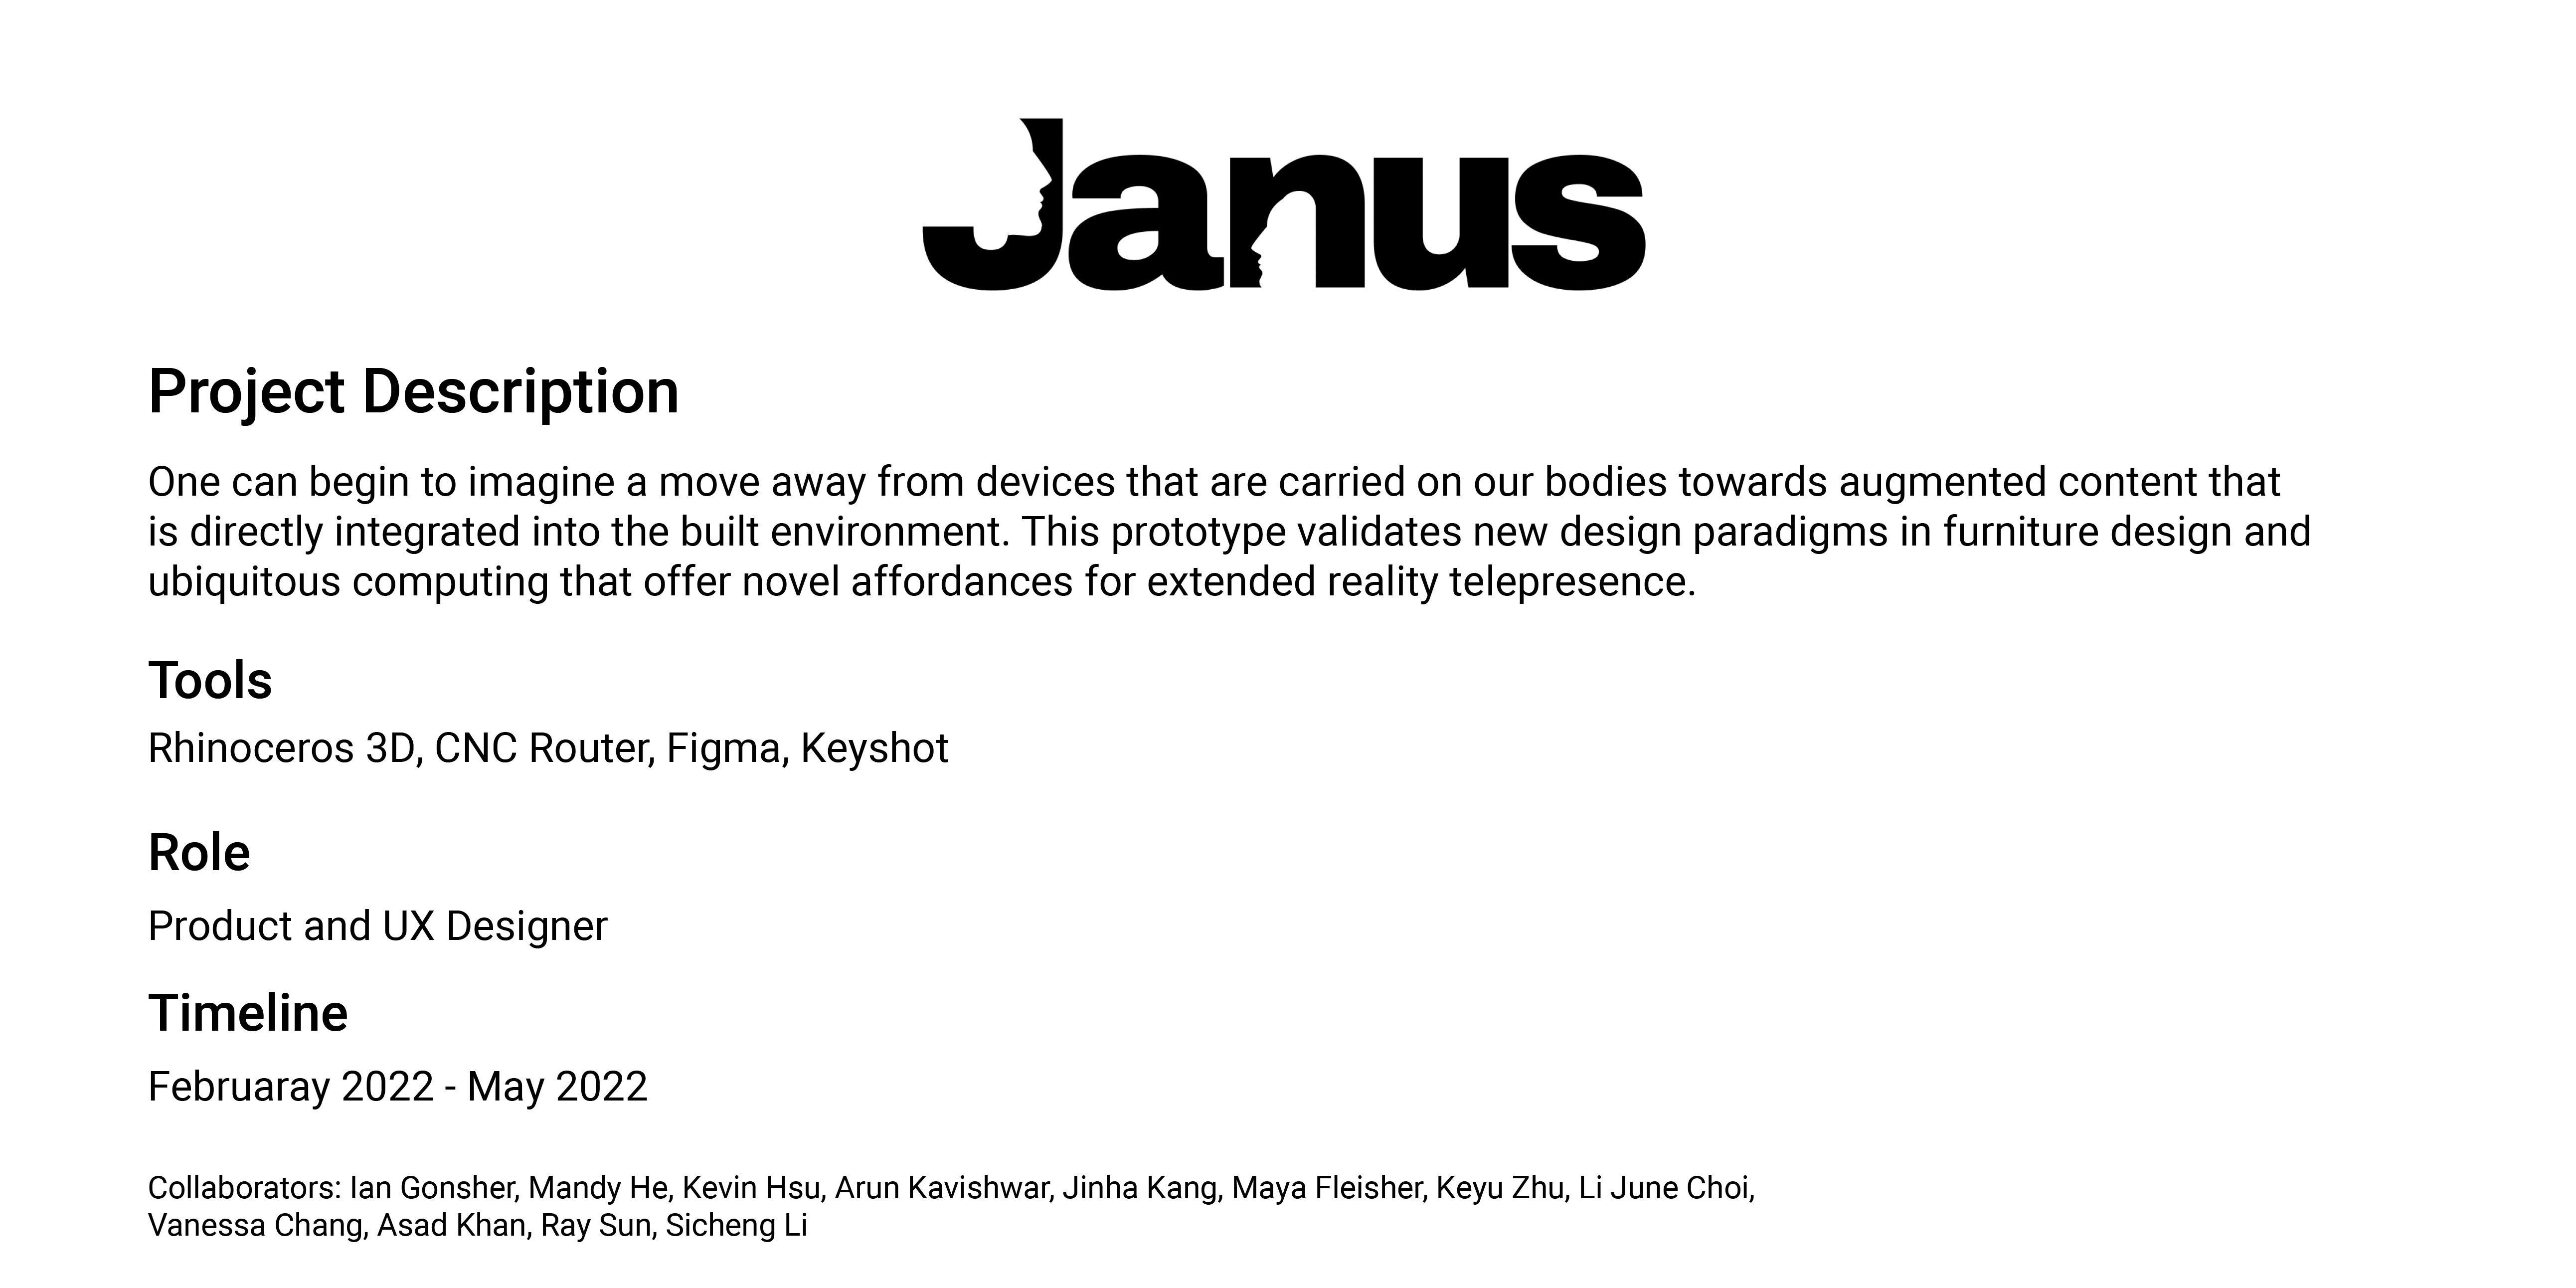 Janus
Project Description
One can begin to imagine a move away from devices that are carried on our bodies towards augmented content that
is directly integrated into the built environment. This prototype validates new design paradigms in furniture design and
ubiquitous computing that offer novel affordances for extended reality telepresence.
Tools
Rhinoceros 3D, CNC Router, Figma, Keyshot
Role
Product and UX Designer
Timeline
Februaray 2022 - May 2022
Collaborators: Ian Gonsher, Mandy He, Kevin Hsu, Arun Kavishwar, Jinha Kang, Maya Fleisher, Keyu Zhu, Li June Choi,
Vanessa Chang, Asad Khan, Ray Sun, Sicheng Li